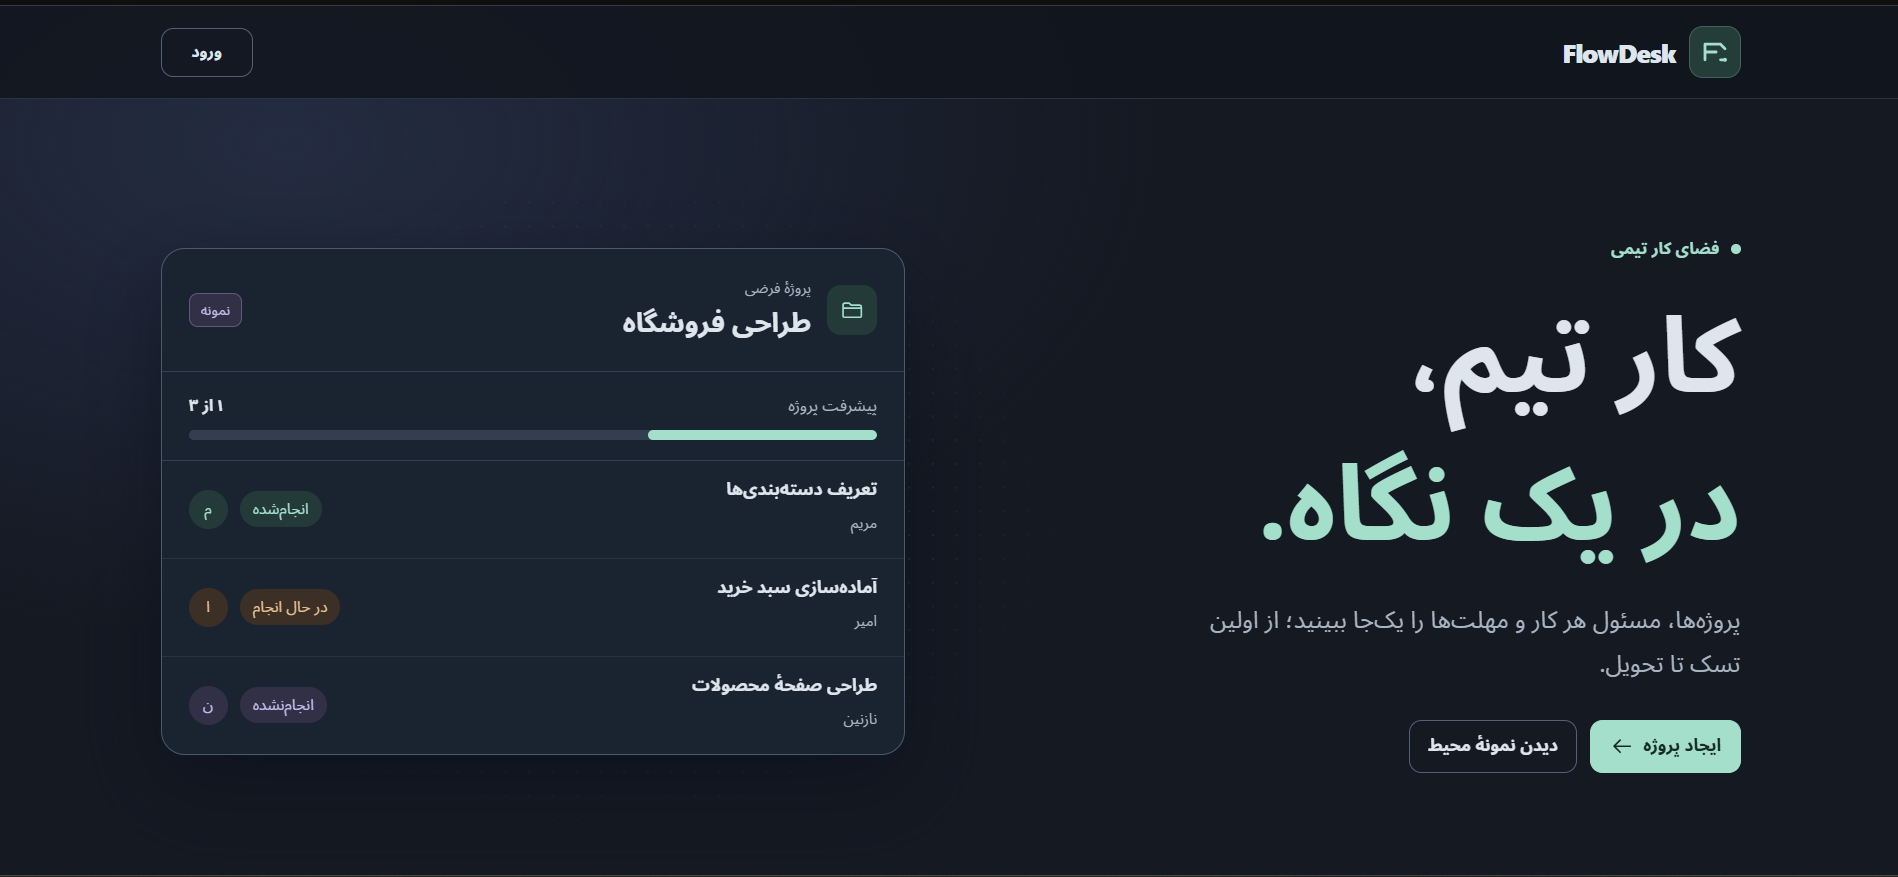 FlowDesk
ورود
فضای کار تیمی
کار تیم،
در یک نگاه.
پروژه‌ها، مسئول هر کار و مهلت‌ها را یک‌جا ببینید؛ از اولین
تسک تا تحویل.
ایجاد پروژه
دیدن نمونهٔ محیط
پروژهٔ فرضی
طراحی فروشگاه
نمونه
پیشرفت پروژه
۱ از ۳
تعریف دسته‌بندی‌ها
مریم
انجام‌شده
م
آماده‌سازی سبد خرید
امیر
در حال انجام
ا
طراحی صفحهٔ محصولات
نازنین
انجام‌نشده
ن